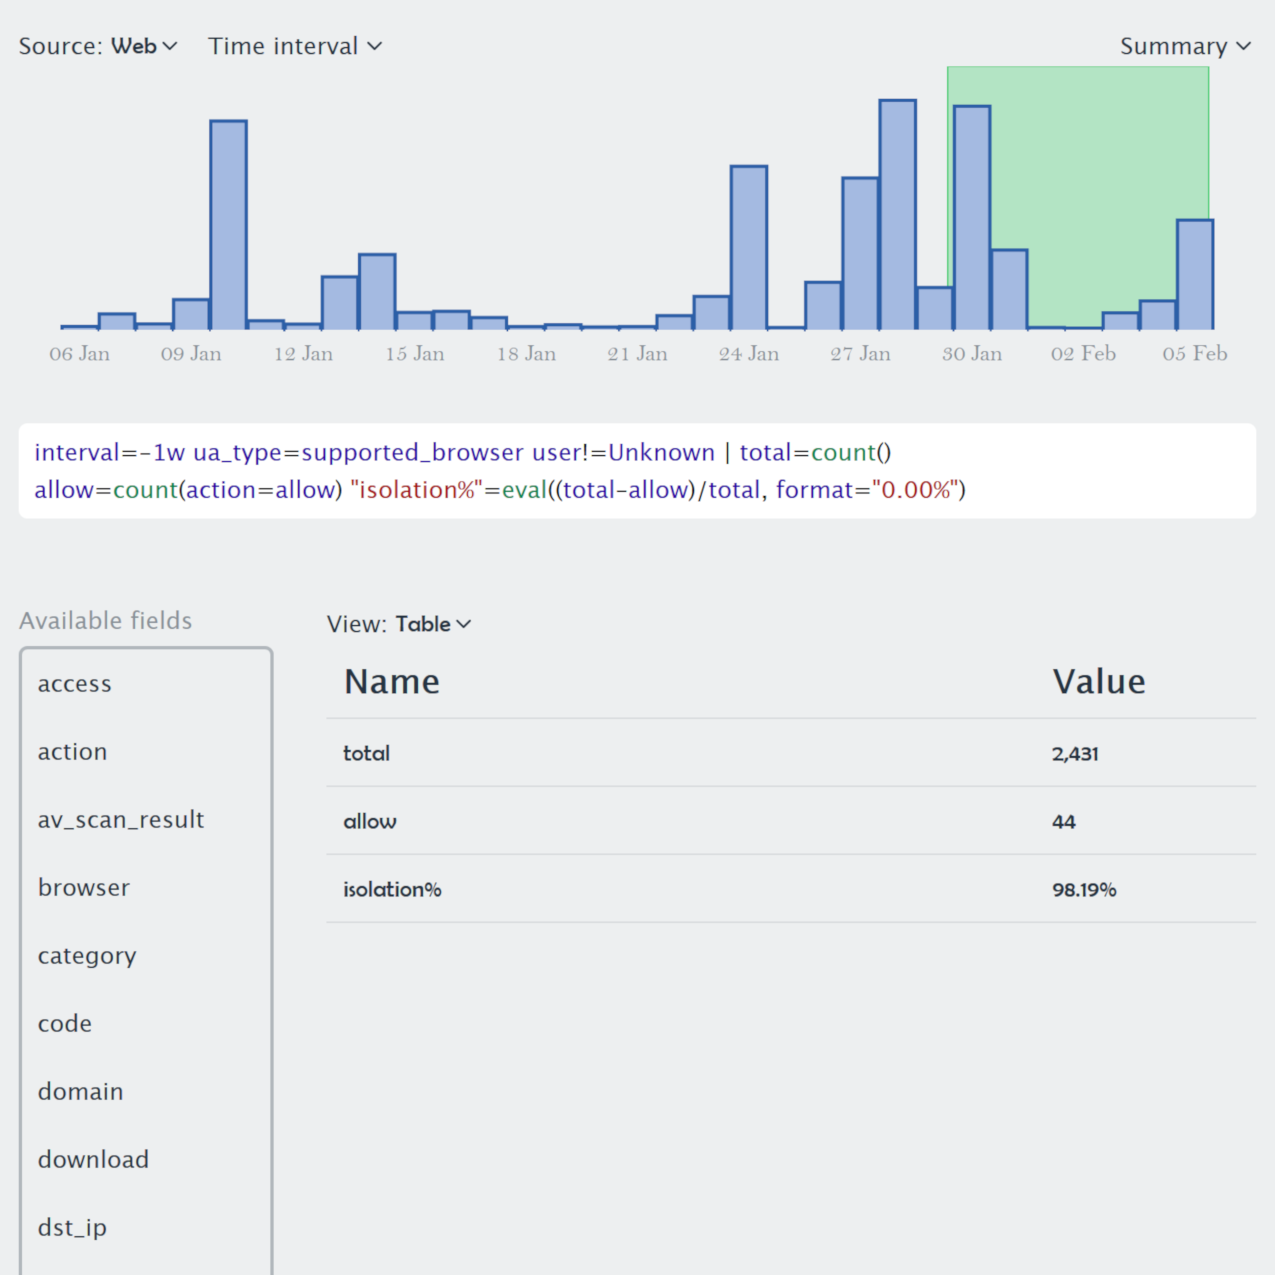 Source: Web Time interval Summary
06 Jan 09 Jan 12 Jan 15 Jan 18 Jan 21 Jan 24 Jan 27 Jan 30 Jan 02 Feb 05 Feb
interval=-1w ua_type=supported_browser user!=Unknown | total=count()
allow=count(action=allow) "isolation%"=eval((total-allow)/total, format="0.00%")
Available fields
access
action
av_scan_result
browser
category
code
domain
download
dst_ip
View: Table
Name Value
total 2,431
allow 44
isolation% 98.19%